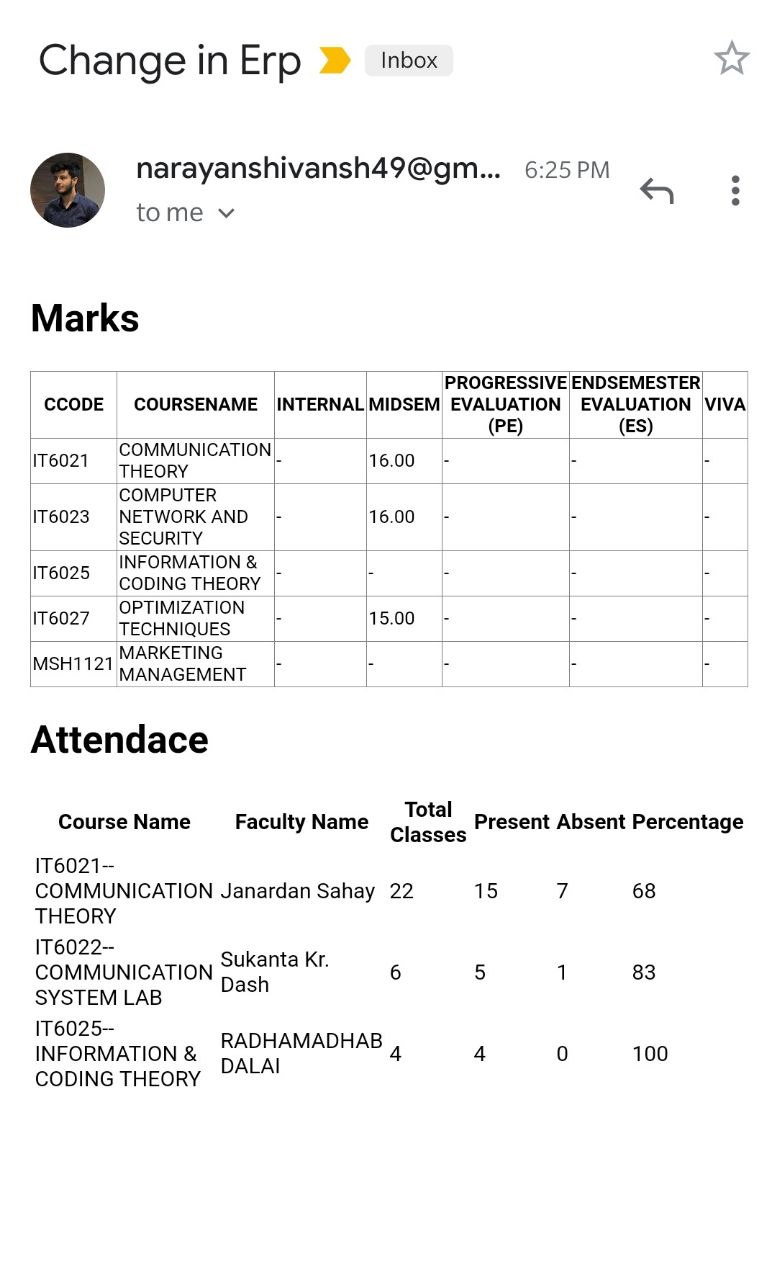 Change in Erp Inbox
narayanshivansh49@gm... 6:25 PM
to me
Marks
CCODE COURSENAME INTERNAL MIDSEM PROGRESSIVE EVALUATION (PE) ENDSEMESTER EVALUATION (ES) VIVA
IT6021 COMMUNICATION THEORY - 16.00 - - -
IT6023 COMPUTER NETWORK AND SECURITY - 16.00 - - -
IT6025 INFORMATION & CODING THEORY - - - - -
IT6027 OPTIMIZATION TECHNIQUES - 15.00 - - -
MSH1121 MARKETING MANAGEMENT - - - - -
Attendace
Course Name Faculty Name Total Classes Present Absent Percentage
IT6021-- COMMUNICATION THEORY Janardan Sahay 22 15 7 68
IT6022-- COMMUNICATION SYSTEM LAB Sukanta Kr. Dash 6 5 1 83
IT6025-- INFORMATION & CODING THEORY RADHAMADHAB DALAI 4 4 0 100